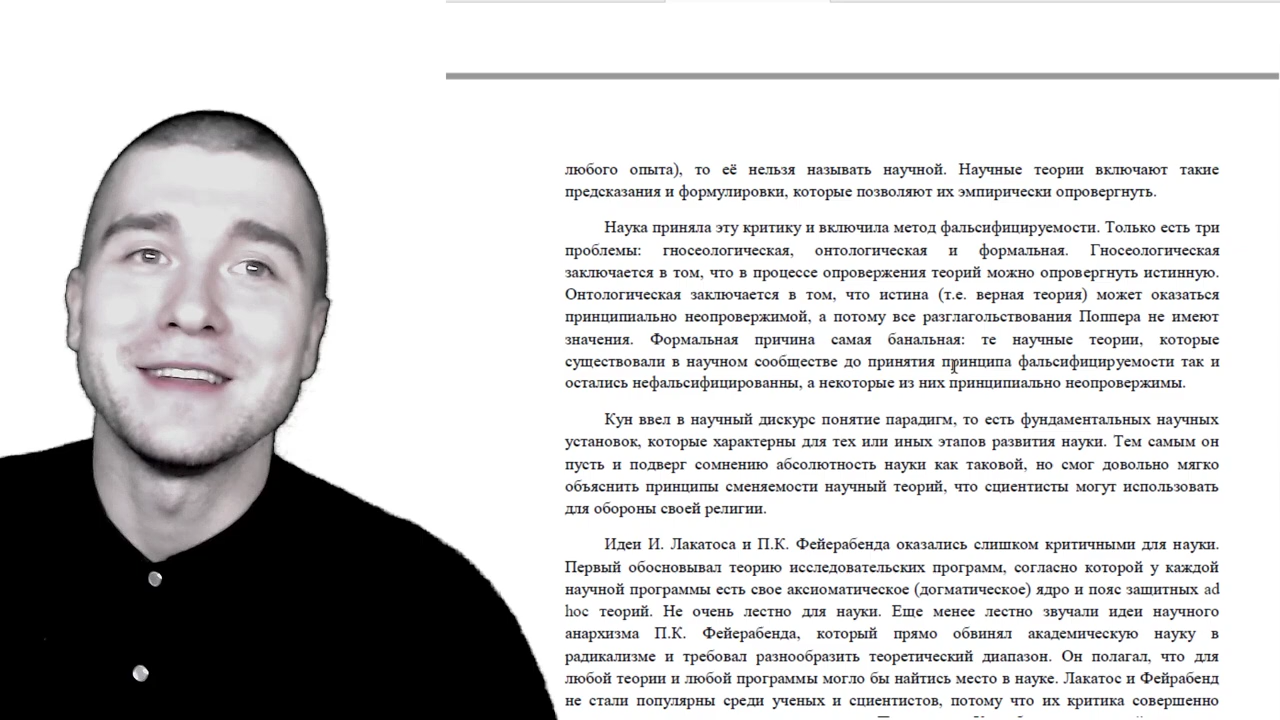 любого опыта), то её нельзя называть научной. Научные теории включают такие
предсказания и формулировки, которые позволяют их эмпирически опровергнуть.
Наука приняла эту критику и включила метод фальсифицируемости. Только есть три
проблемы: гносеологическая, онтологическая и формальная. Гносеологическая
заключается в том, что в процессе опровержения теорий можно опровергнуть истинную.
Онтологическая заключается в том, что истина (т.е. верная теория) может оказаться
принципиально неопровержимой, а потому все разглагольствования Поппера не имеют
значения. Формальная причина самая банальная: те научные теории, которые
существовали в научном сообществе до принятия принципа фальсифицируемости так и
остались нефальсифицированны, а некоторые из них принципиально неопровержимы.
Кун ввел в научный дискурс понятие парадигм, то есть фундаментальных научных
установок, которые характерны для тех или иных этапов развития науки. Тем самым он
пусть и подверг сомнению абсолютность науки как таковой, но смог довольно мягко
объяснить принципы сменяемости научный теорий, что сциентисты могут использовать
для обороны своей религии.
Идеи И. Лакатоса и П.К. Фейерабенда оказались слишком критичными для науки.
Первый обосновывал теорию исследовательских программ, согласно которой у каждой
научной программы есть свое аксиоматическое (догматическое) ядро и пояс защитных ad
hoc теорий. Не очень лестно для науки. Еще менее лестно звучали идеи научного
анархизма П.К. Фейерабенда, который прямо обвинял академическую науку в
радикализме и требовал разнообразить теоретический диапазон. Он полагал, что для
любой теории и любой программы могло бы найтись место в науке. Лакатос и Фейрабенд
не стали популярны среди ученых и сциентистов, потому что их критика совершенно